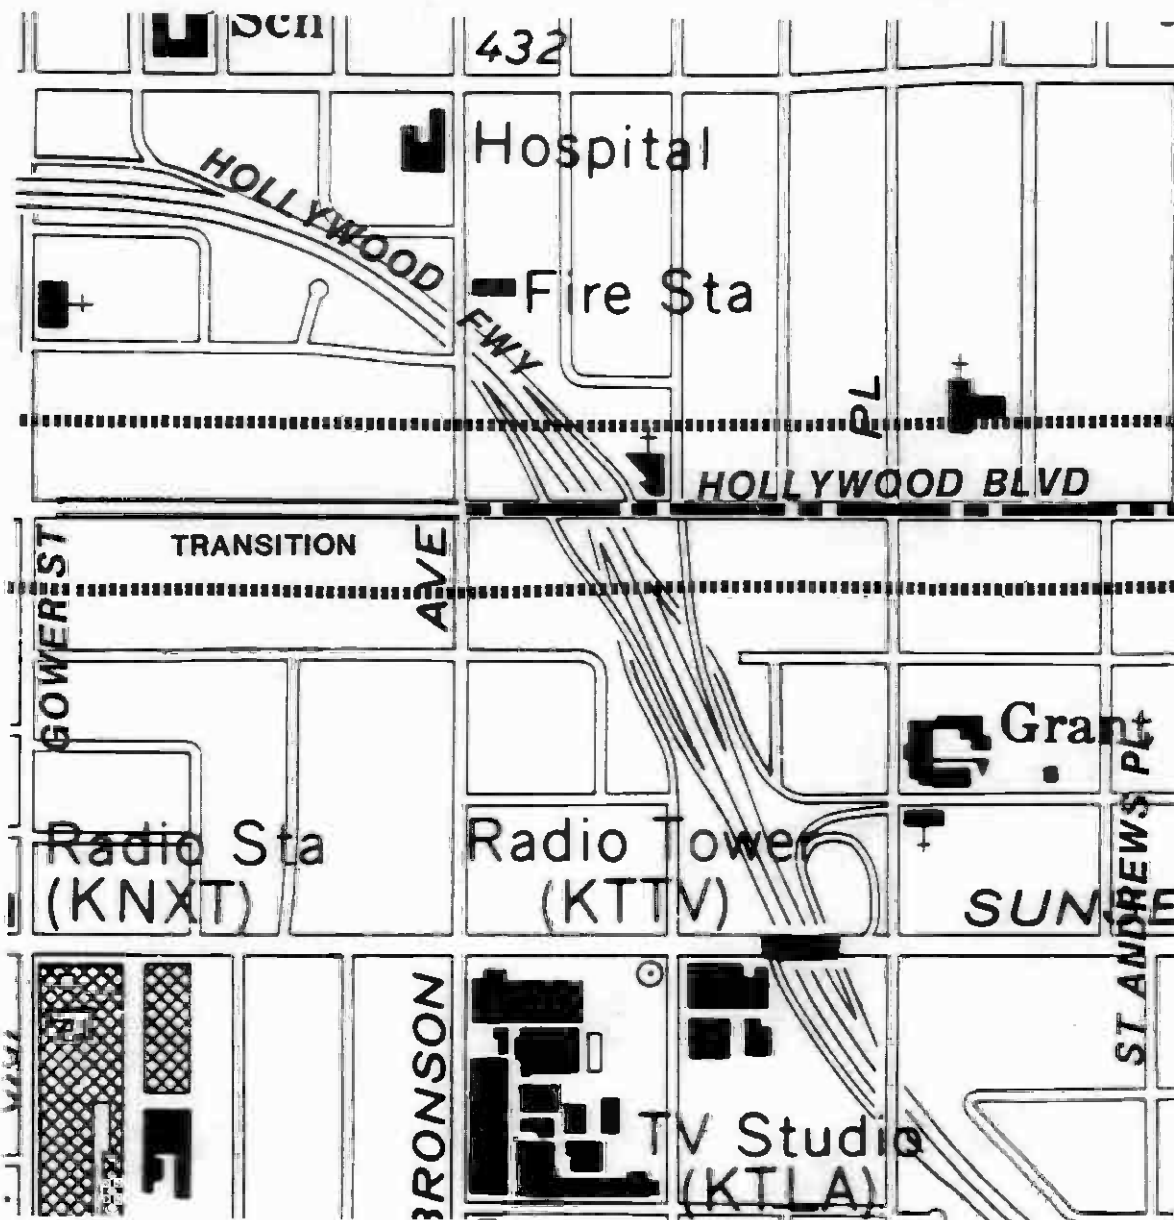 Sch
432
Hospital
HOLLYWOOD
FWY
Fire Sta
PL
HOLLYWOOD BLVD
TRANSITION
GOWER ST
AVE
Grant
Radio Sta
(KNXT)
Radio Tower
(KTTV)
SUNSE
ST ANDREWS PL
BRONSON
TV Studio
(KTLA)